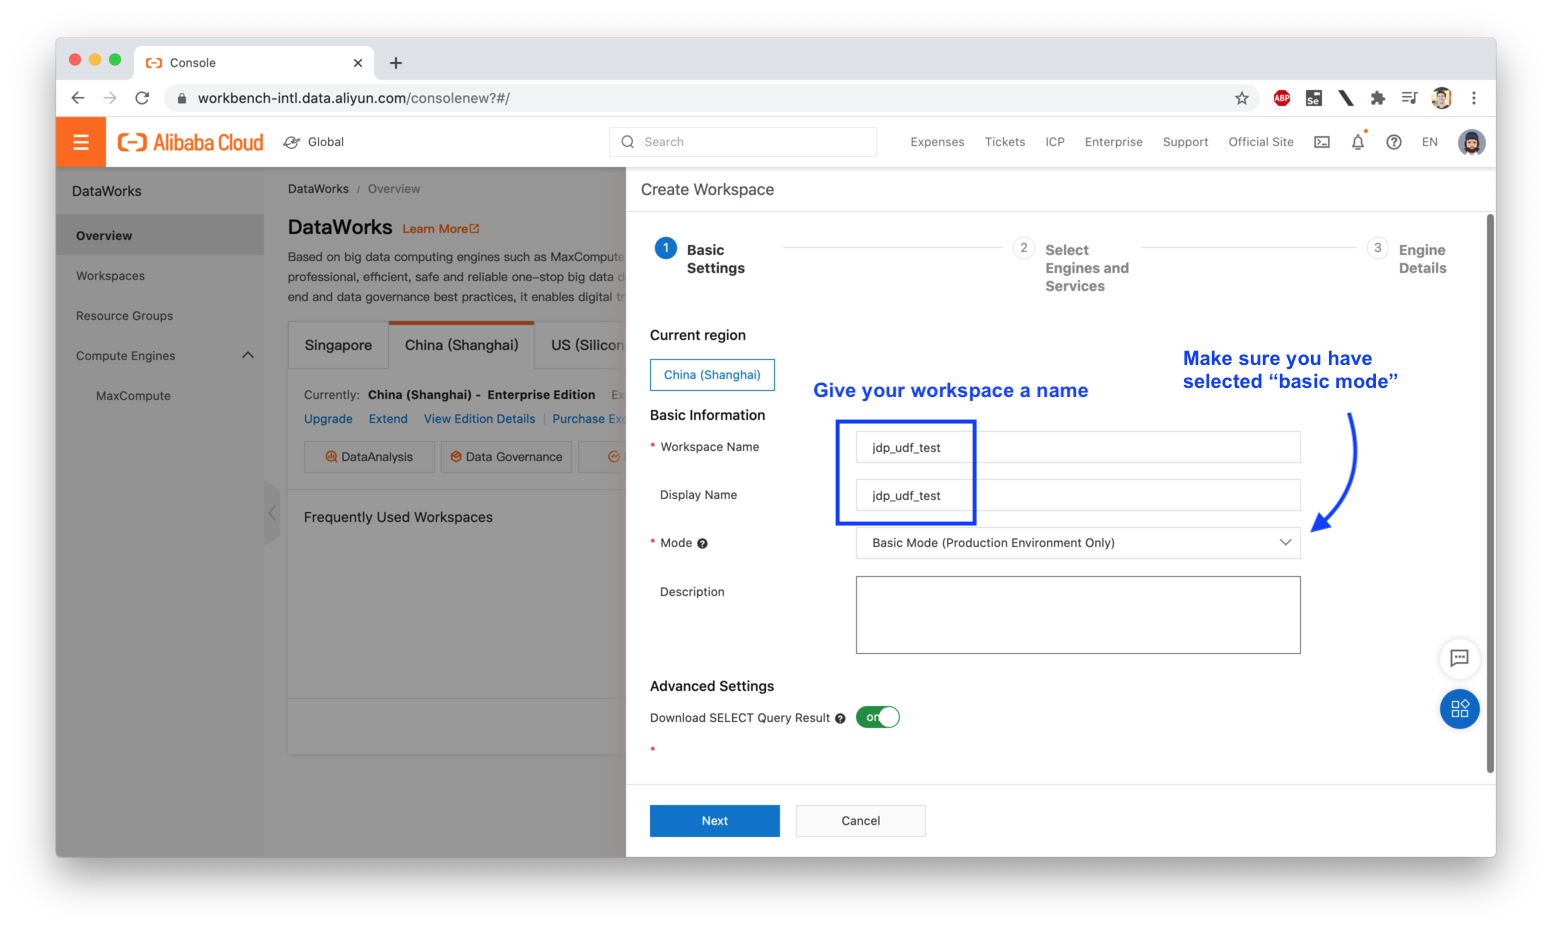 Console
workbench-intl.data.aliyun.com/consolenew?#/
ABP
Se
Alibaba Cloud
Global
Search
Expenses
Tickets
ICP
Enterprise
Support
Official Site
EN
DataWorks
Overview
Workspaces
Resource Groups
Compute Engines
MaxCompute
DataWorks / Overview
DataWorks Learn More
Based on big data computing engines such as MaxCompute
professional, efficient, safe and reliable one-stop big data d
end and data governance best practices, it enables digital tr
Singapore
China (Shanghai)
US (Silicon
Currently: China (Shanghai) - Enterprise Edition Ex
Upgrade
Extend
View Edition Details
Purchase Exc
DataAnalysis
Data Governance
Frequently Used Workspaces
Create Workspace
1
Basic
Settings
2
Select
Engines and
Services
3
Engine
Details
Current region
China (Shanghai)
Give your workspace a name
Make sure you have
selected “basic mode”
Basic Information
* Workspace Name
jdp_udf_test
Display Name
jdp_udf_test
* Mode
Basic Mode (Production Environment Only)
Description
Advanced Settings
Download SELECT Query Result
on
*
Next
Cancel